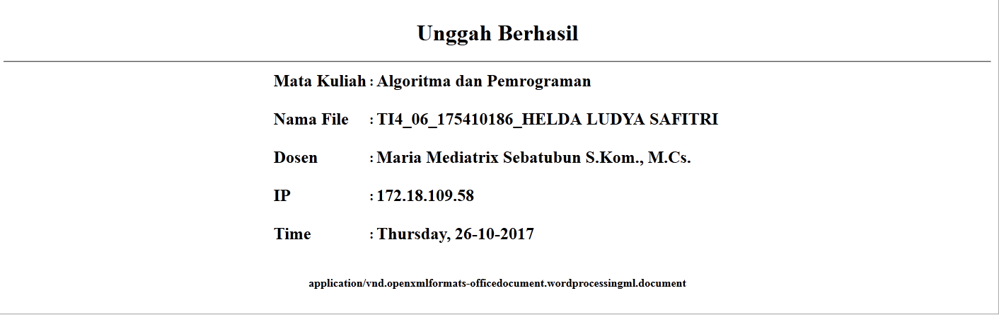 Unggah Berhasil
Mata Kuliah : Algoritma dan Pemrograman
Nama File : TI4_06_175410186_HELDA LUDYA SAFITRI
Dosen : Maria Mediatrix Sebatubun S.Kom., M.Cs.
IP : 172.18.109.58
Time : Thursday, 26-10-2017
application/vnd.openxmlformats-officedocument.wordprocessingml.document